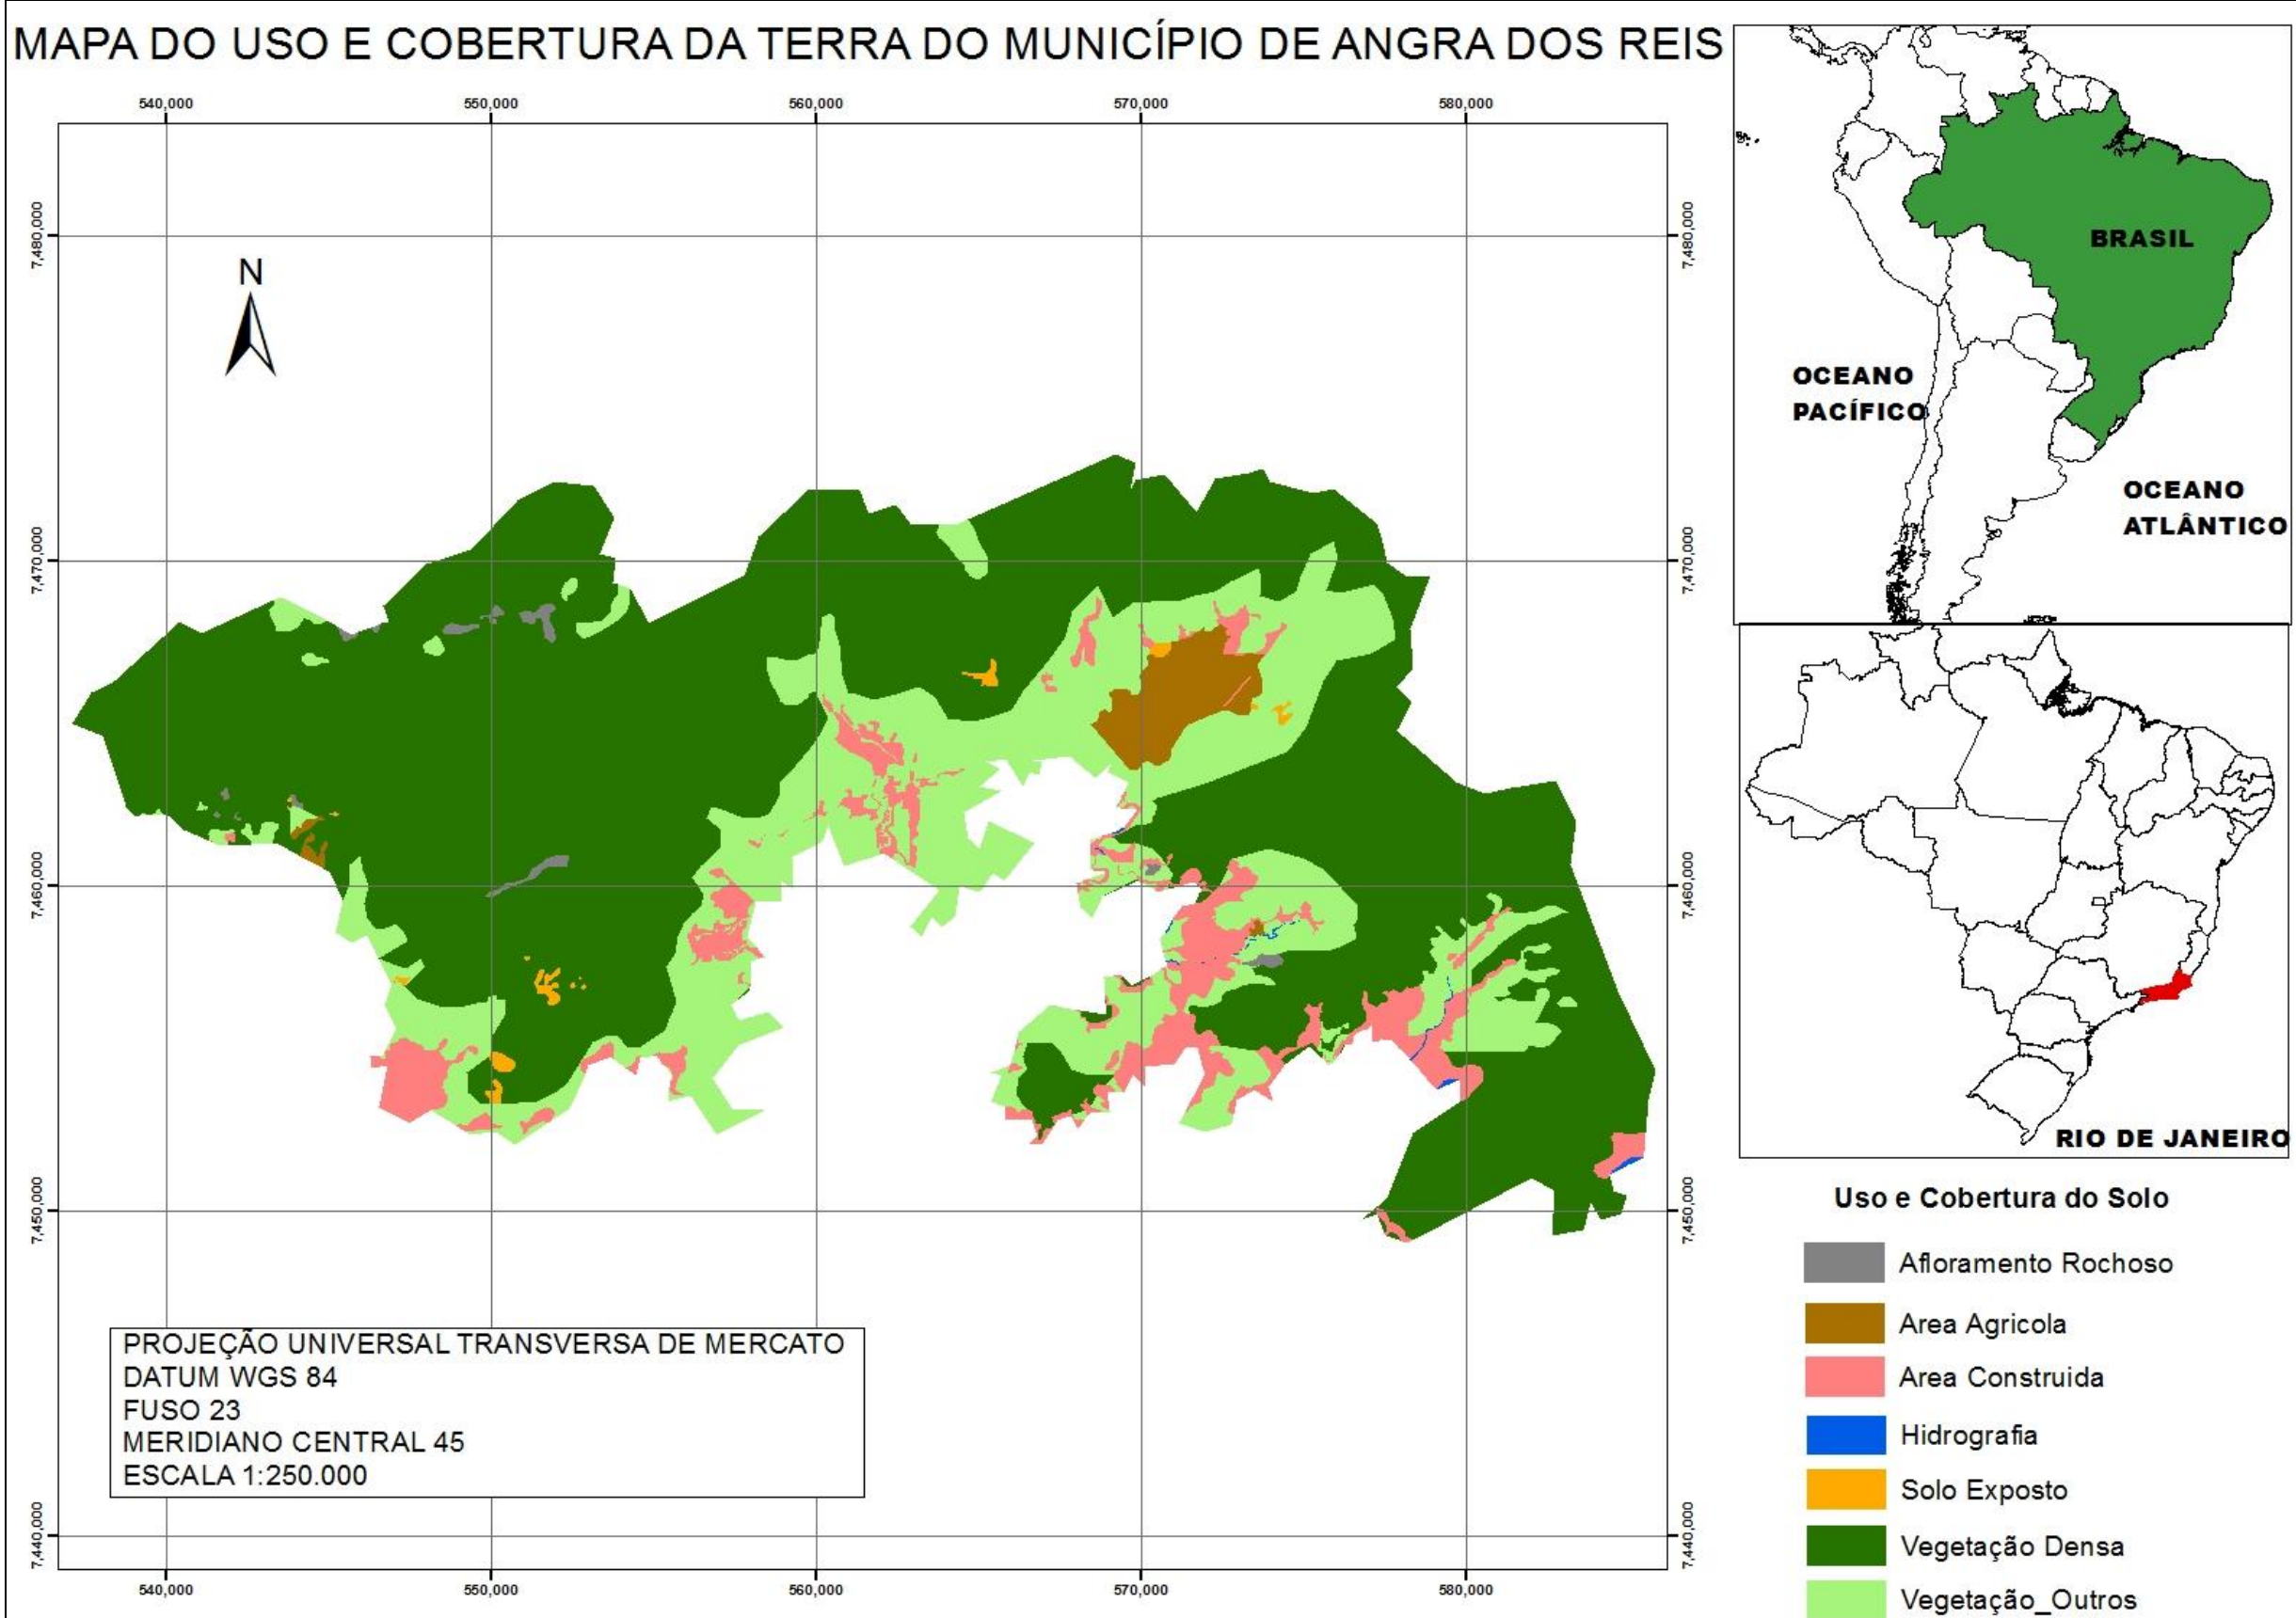 MAPA DO USO E COBERTURA DA TERRA DO MUNICÍPIO DE ANGRA DOS REIS
540,000 550,000 560,000 570,000 580,000
7,480,000 7,480,000
7,470,000 7,470,000
7,460,000 7,460,000
7,450,000 7,450,000
7,440,000 7,440,000
N
PROJEÇÃO UNIVERSAL TRANSVERSA DE MERCATO
DATUM WGS 84
FUSO 23
MERIDIANO CENTRAL 45
ESCALA 1:250.000
540,000 550,000 560,000 570,000 580,000
BRASIL
OCEANO
PACÍFICO
OCEANO
ATLÂNTICO
RIO DE JANEIRO
Uso e Cobertura do Solo
Afloramento Rochoso
Area Agricola
Area Construida
Hidrografia
Solo Exposto
Vegetação Densa
Vegetação_Outros